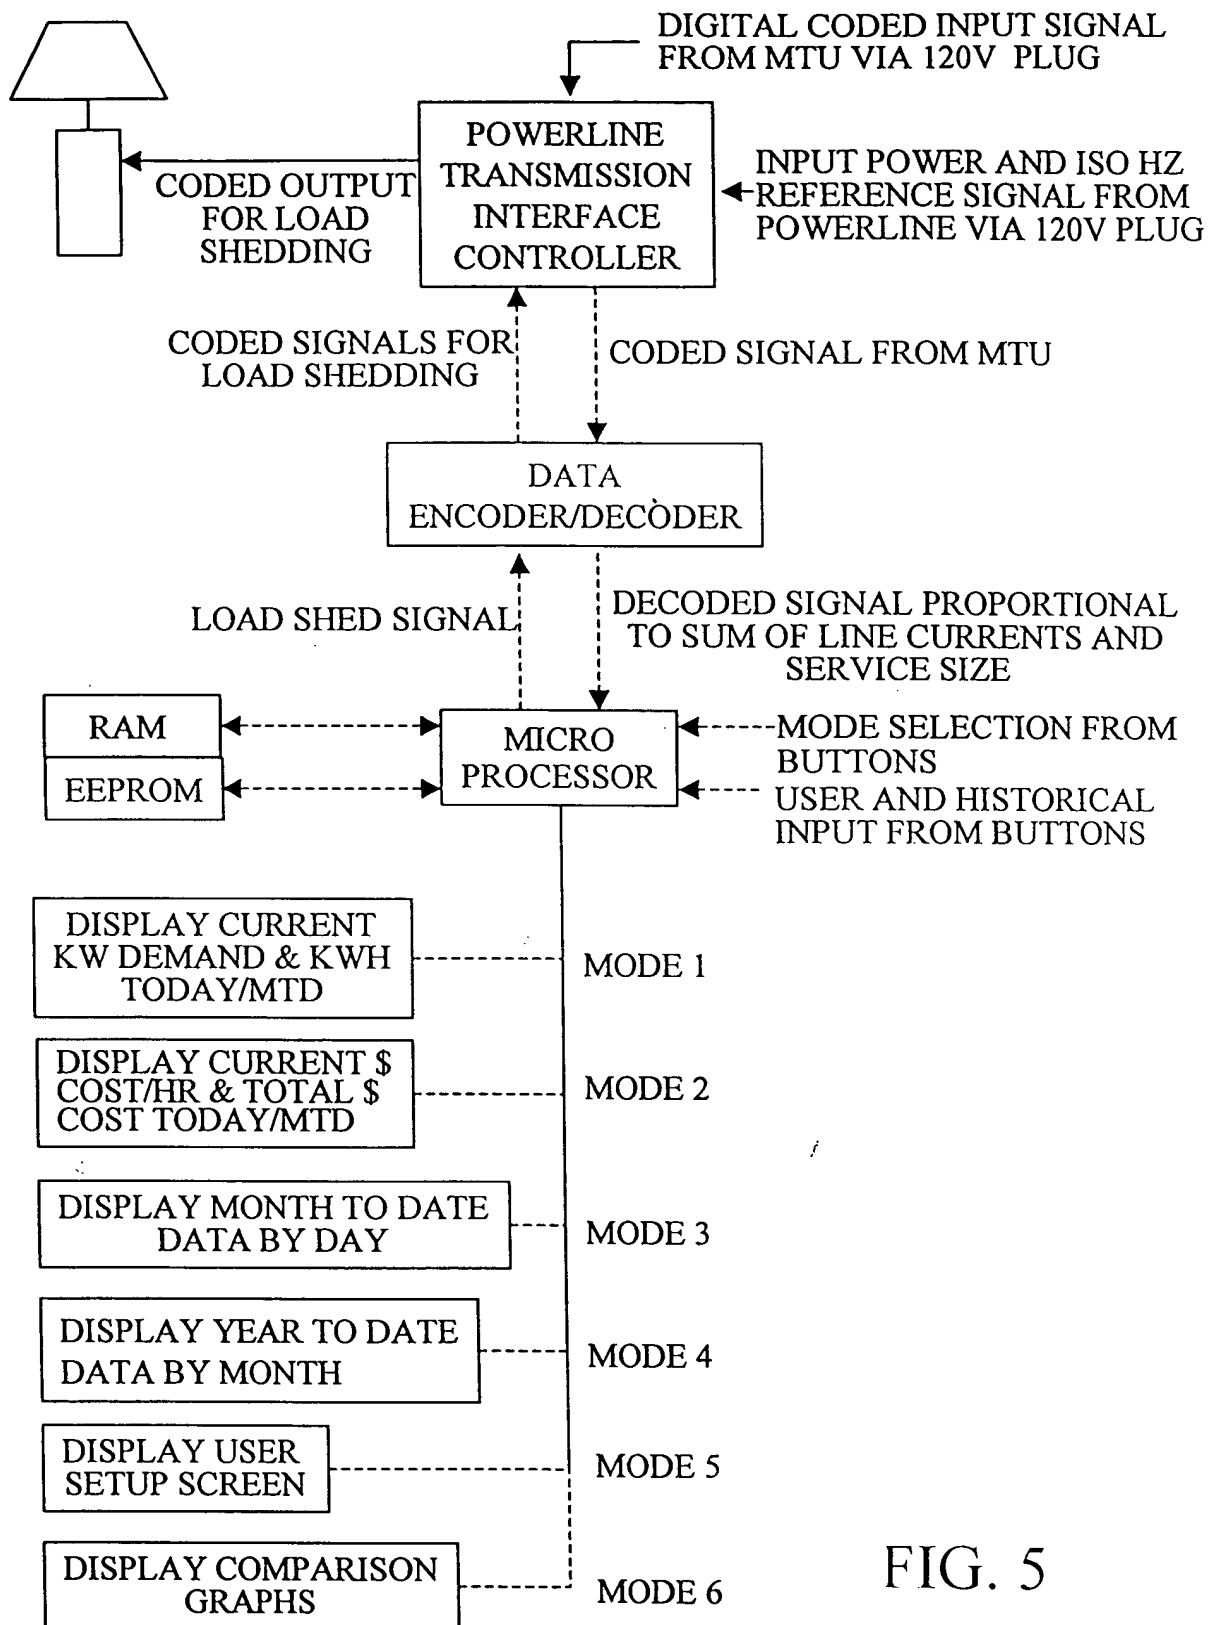 DIGITAL CODED INPUT SIGNAL
FROM MTU VIA 120V PLUG
POWERLINE
TRANSMISSION
INTERFACE
CONTROLLER
INPUT POWER AND ISO HZ
REFERENCE SIGNAL FROM
POWERLINE VIA 120V PLUG
CODED OUTPUT
FOR LOAD
SHEDDING
CODED SIGNALS FOR
LOAD SHEDDING
CODED SIGNAL FROM MTU
DATA
ENCODER/DECÒDER
LOAD SHED SIGNAL
DECODED SIGNAL PROPORTIONAL
TO SUM OF LINE CURRENTS AND
SERVICE SIZE
RAM
EEPROM
MICRO
PROCESSOR
MODE SELECTION FROM
BUTTONS
USER AND HISTORICAL
INPUT FROM BUTTONS
DISPLAY CURRENT
KW DEMAND & KWH
TODAY/MTD
MODE 1
DISPLAY CURRENT $
COST/HR & TOTAL $
COST TODAY/MTD
MODE 2
DISPLAY MONTH TO DATE
DATA BY DAY
MODE 3
DISPLAY YEAR TO DATE
DATA BY MONTH
MODE 4
DISPLAY USER
SETUP SCREEN
MODE 5
DISPLAY COMPARISON
GRAPHS
MODE 6
FIG. 5